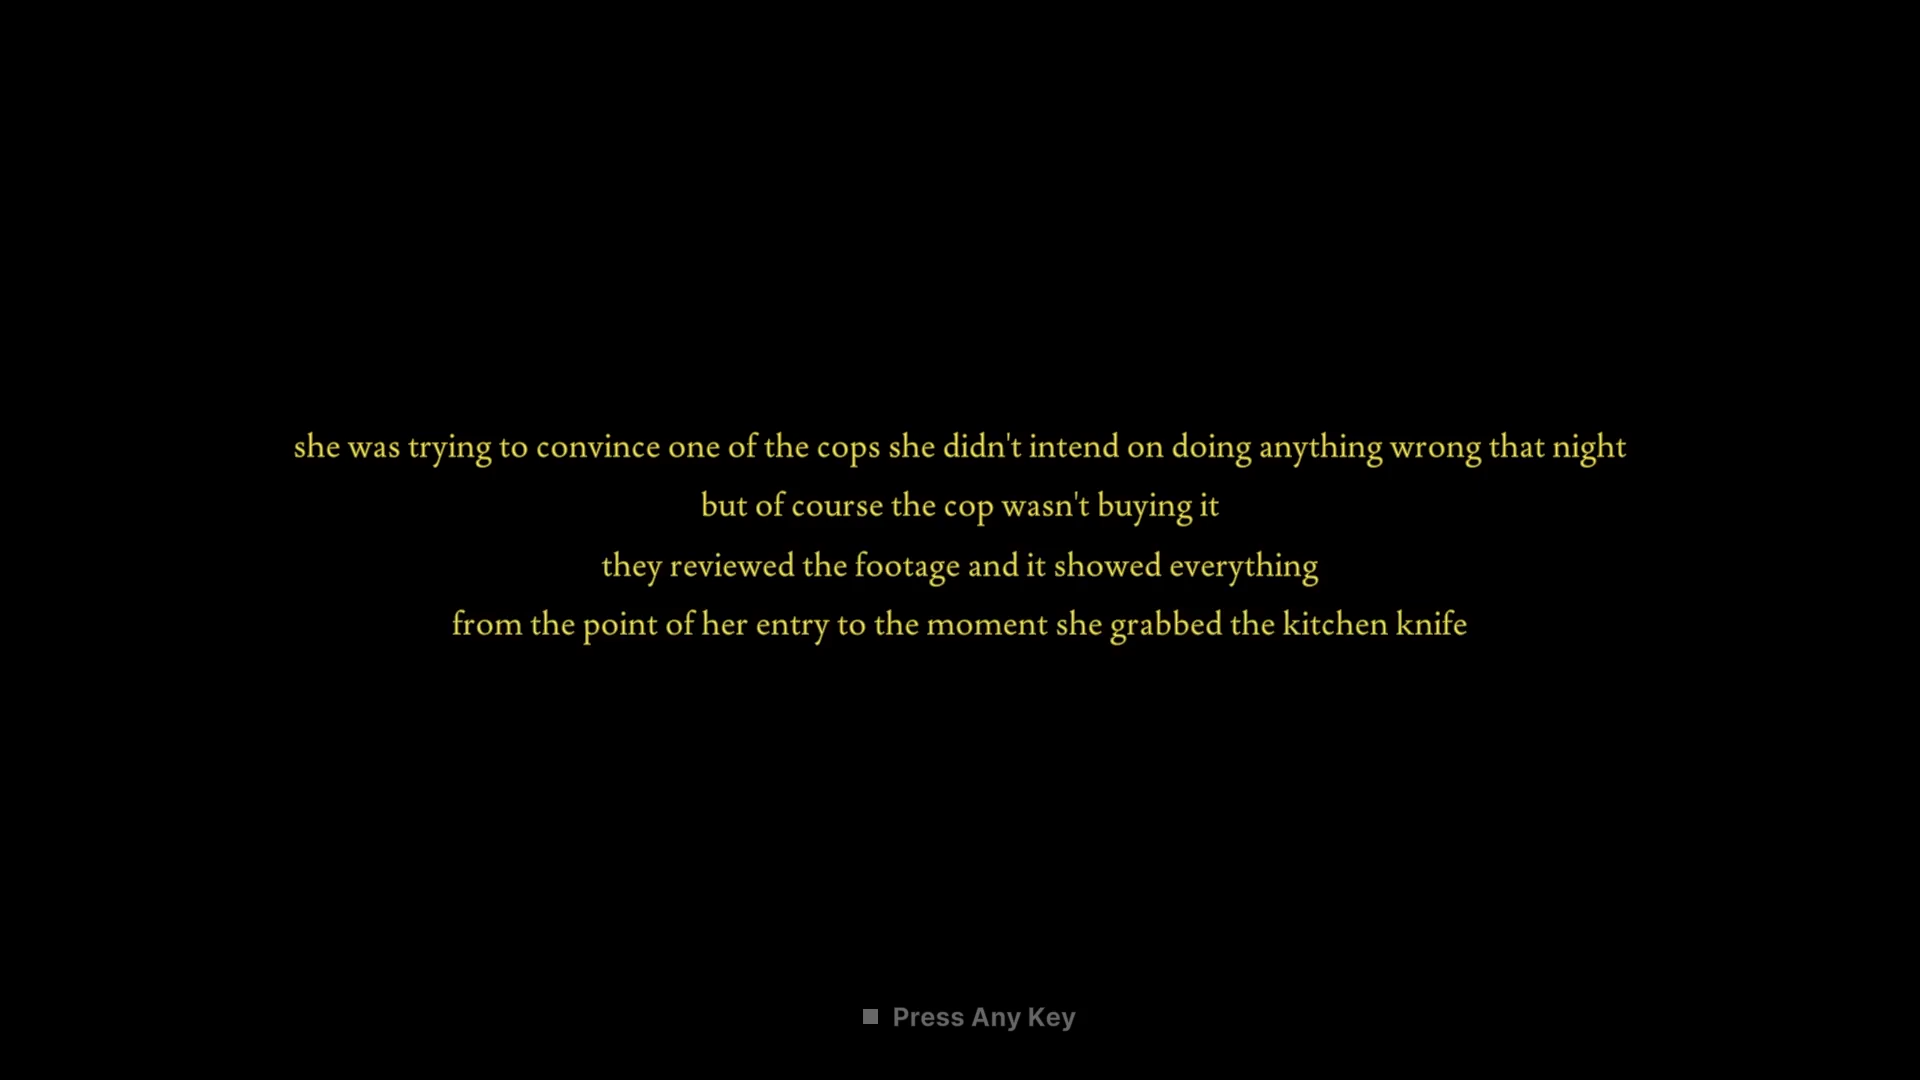 she was trying to convince one of the cops she didn't intend on doing anything wrong that night
but of course the cop wasn't buying it
they reviewed the footage and it showed everything
from the point of her entry to the moment she grabbed the kitchen knife
Press Any Key